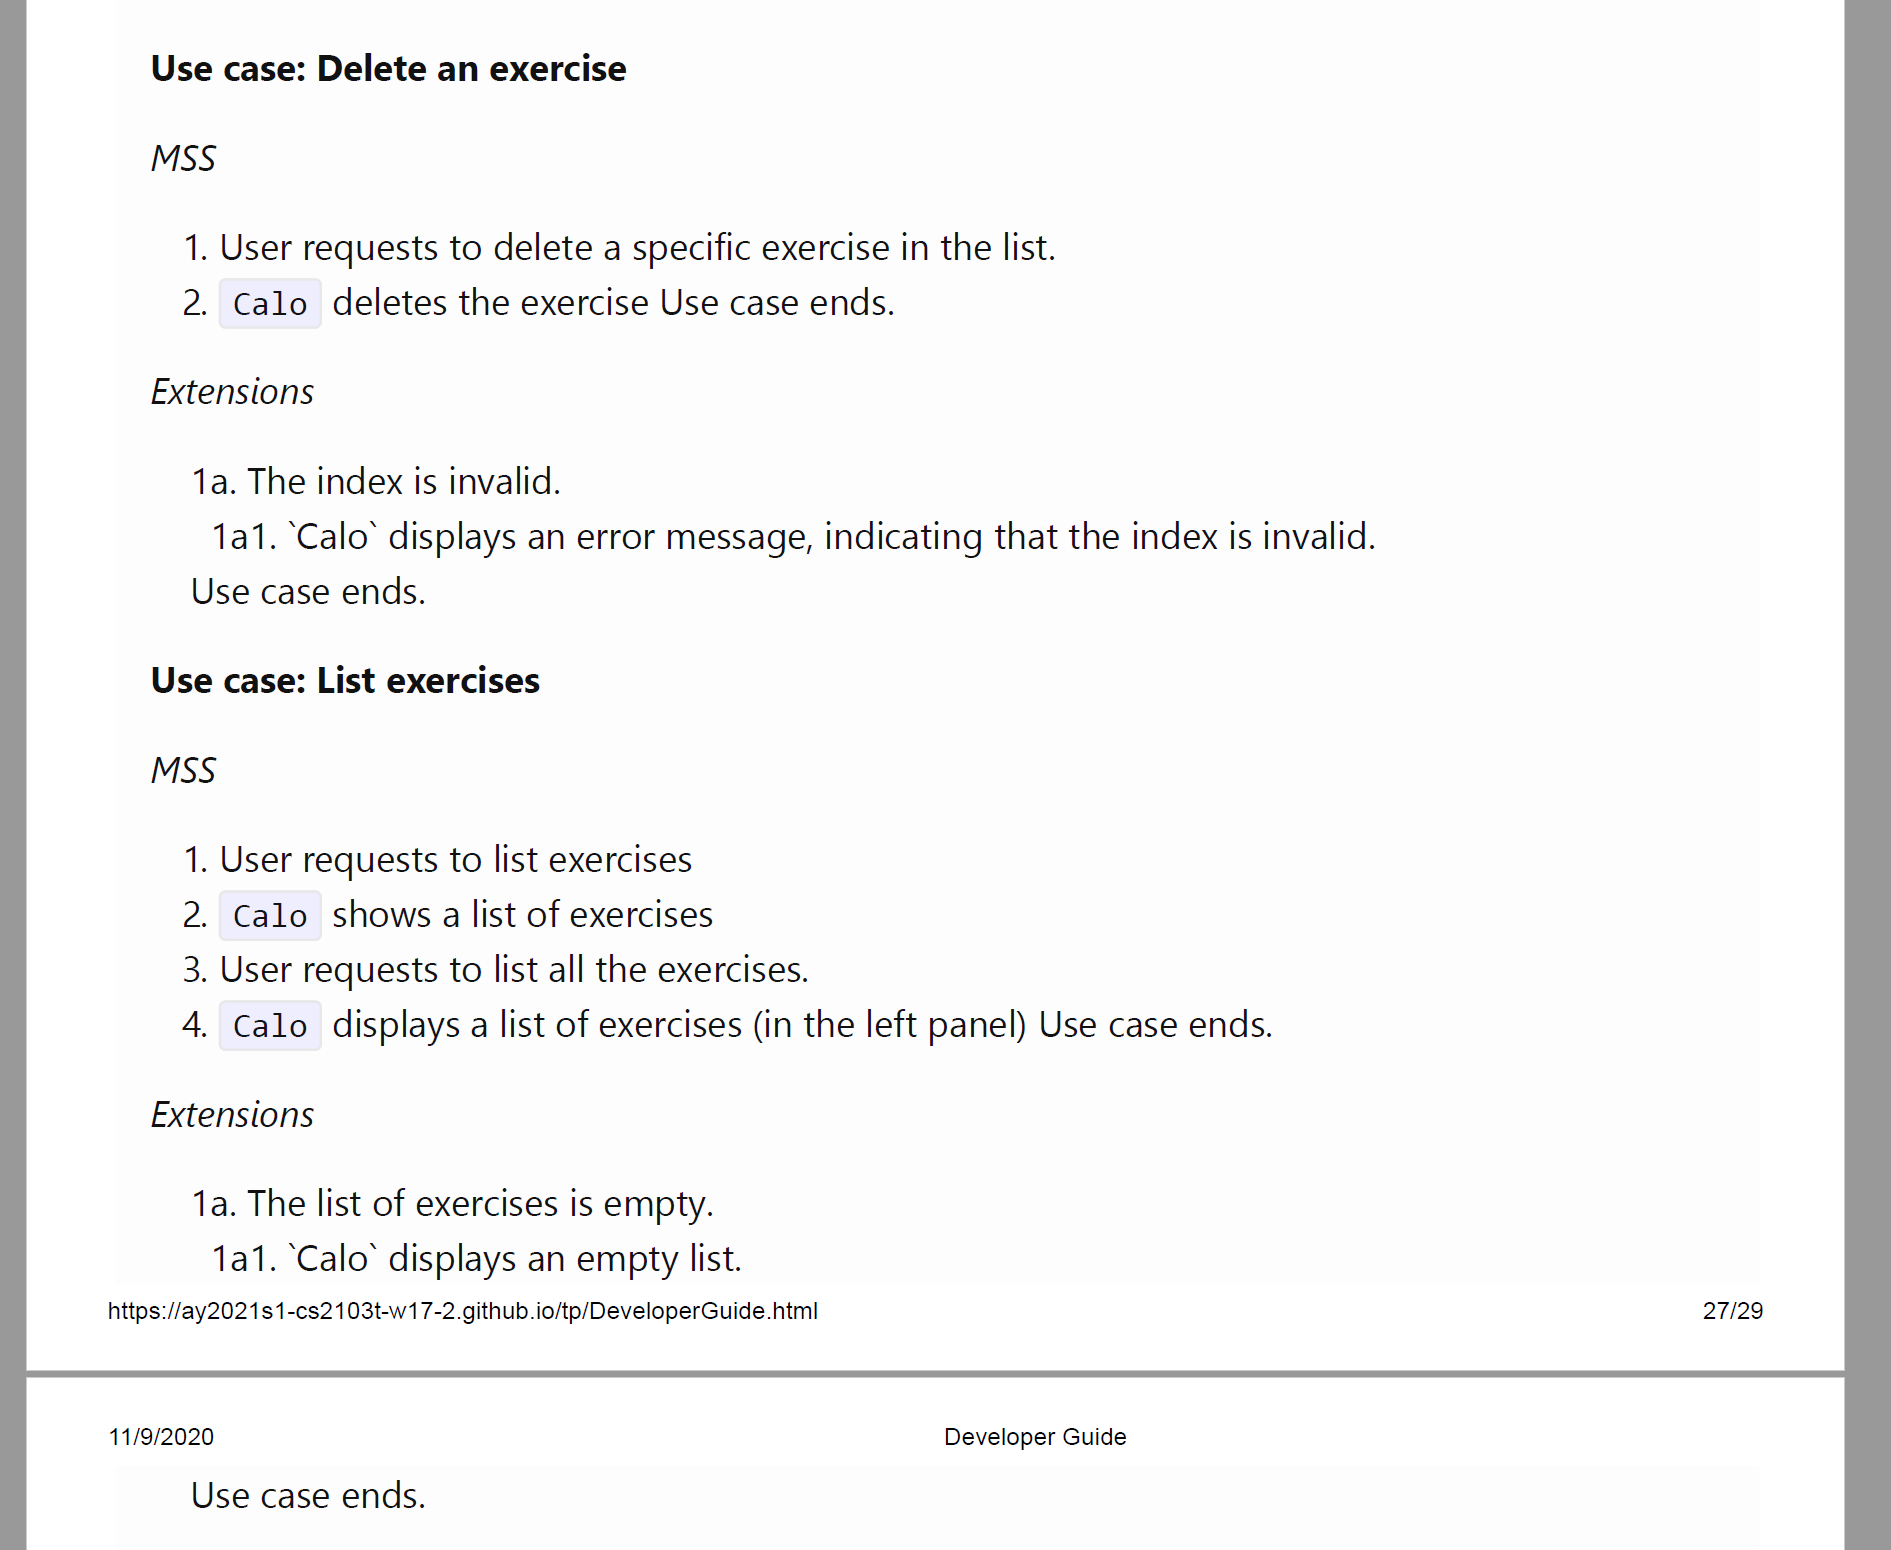 Use case: Delete an exercise
MSS
1. User requests to delete a specific exercise in the list.
2. Calo deletes the exercise Use case ends.
Extensions
1a. The index is invalid.
1a1. `Calo` displays an error message, indicating that the index is invalid.
Use case ends.
Use case: List exercises
MSS
1. User requests to list exercises
2. Calo shows a list of exercises
3. User requests to list all the exercises.
4. Calo displays a list of exercises (in the left panel) Use case ends.
Extensions
1a. The list of exercises is empty.
1a1. `Calo` displays an empty list.
https://ay2021s1-cs2103t-w17-2.github.io/tp/DeveloperGuide.html 27/29
11/9/2020 Developer Guide
Use case ends.